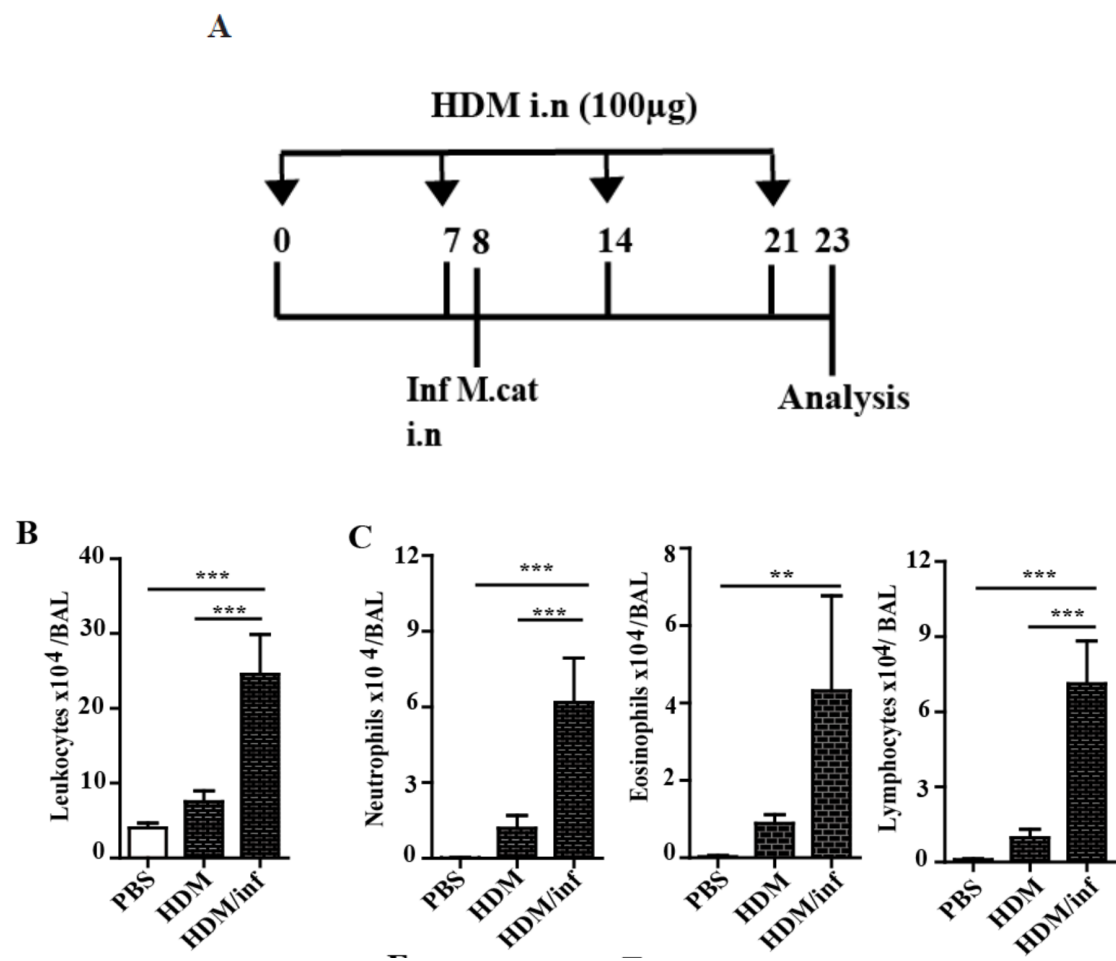 A
HDM i.n (100µg)
0 7 8 14 21 23
Inf M.cat
i.n
Analysis
B
Leukocytes x10⁴/BAL
40
30
20
10
0
***
***
PBS
HDM
HDM/inf
C
Neutrophils x10⁴/BAL
12
9
6
3
0
***
***
PBS
HDM
HDM/inf
Eosinophils x10⁴/BAL
8
6
4
2
0
**
PBS
HDM
HDM/inf
Lymphocytes x10⁴/ BAL
12
9
6
3
0
***
***
PBS
HDM
HDM/inf